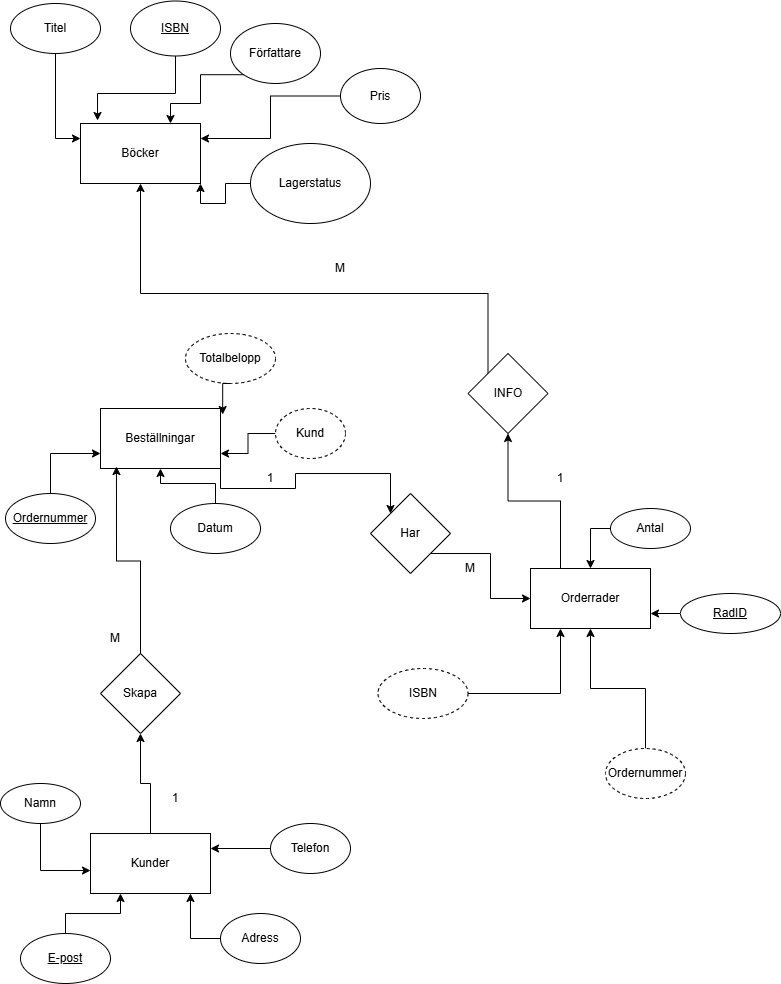 Titel
ISBN
Författare
Pris
Böcker
Lagerstatus
M
Totalbelopp
INFO
Beställningar
Kund
1
1
Ordernummer
Datum
Har
Antal
M
Orderrader
RadID
M
Skapa
ISBN
Ordernummer
1
Namn
Kunder
Telefon
E-post
Adress